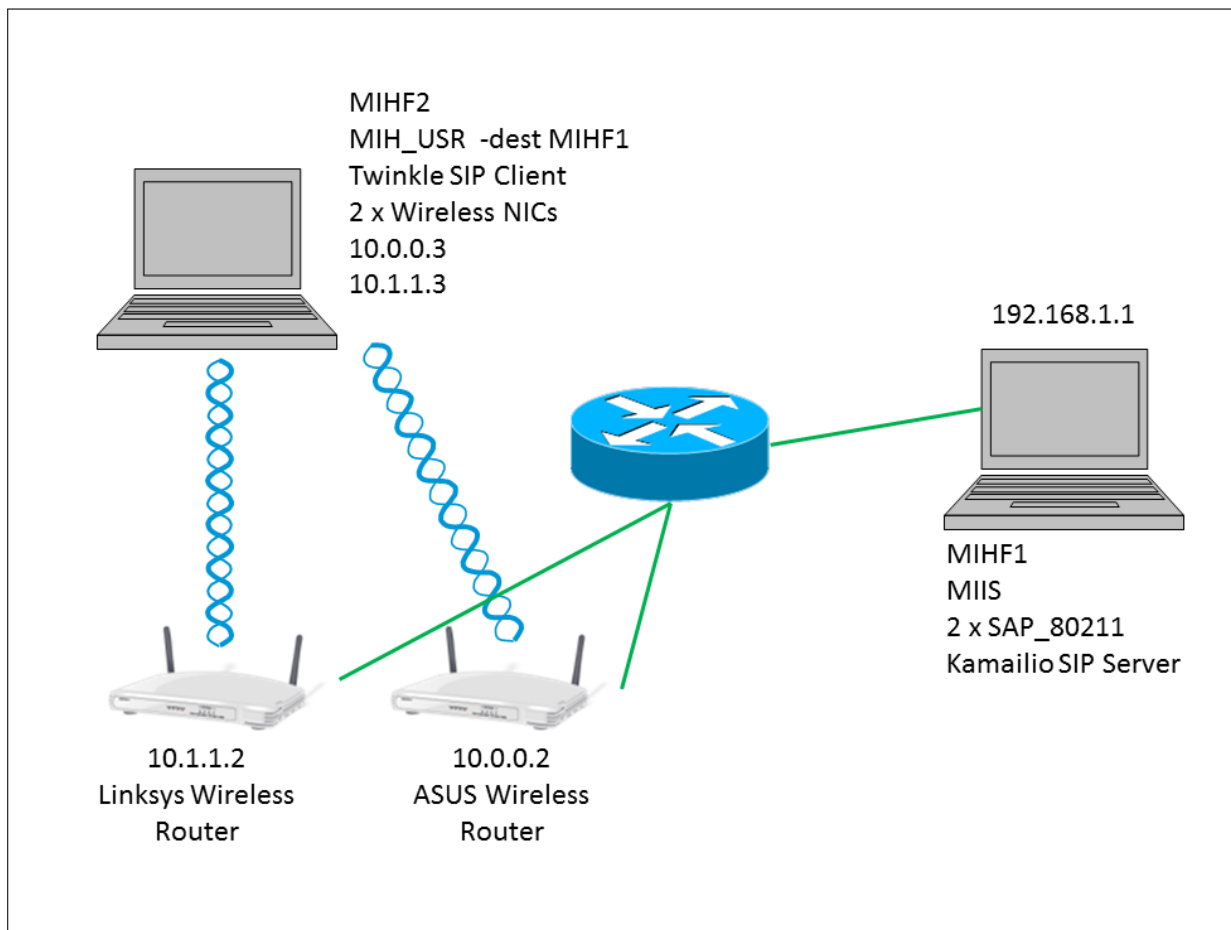 MIHF2
MIH_USR -dest MIHF1
Twinkle SIP Client
2 x Wireless NICs
10.0.0.3
10.1.1.3
192.168.1.1
MIHF1
MIIS
2 x SAP_80211
Kamailio SIP Server
10.1.1.2
Linksys Wireless
Router
10.0.0.2
ASUS Wireless
Router